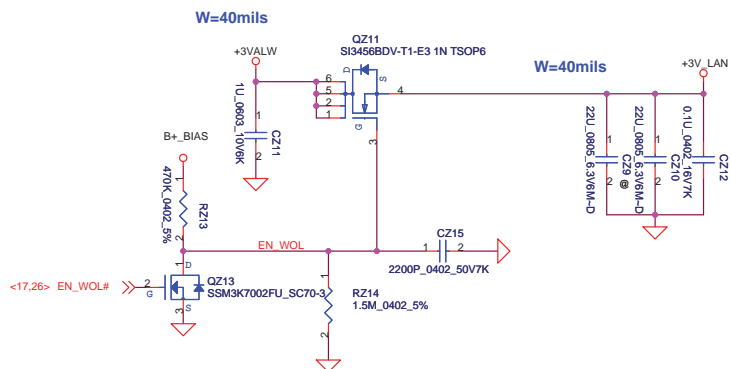 W=40mils
QZ11
SI3456BDV-T1-E3 1N TSOP6
+3VALW
W=40mils
+3V_LAN
D
S
G
6
5
2
1
4
3
1U_0603_10V6K
1
2
CZ11
B+_BIAS
470K_0402_5%
1
2
RZ13
22U_0805_6.3V6M~D
1
2
CZ9
@
22U_0805_6.3V6M~D
1
2
CZ10
0.1U_0402_16V7K
1
2
CZ12
EN_WOL
CZ15
1
2
2200P_0402_50V7K
<17,26> EN_WOL#
2
G
1
D
3
S
QZ13
SSM3K7002FU_SC70-3
1
2
RZ14
1.5M_0402_5%